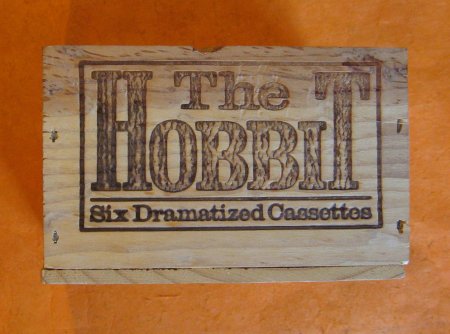 The
HOBBIT
Six Dramatized Cassettes